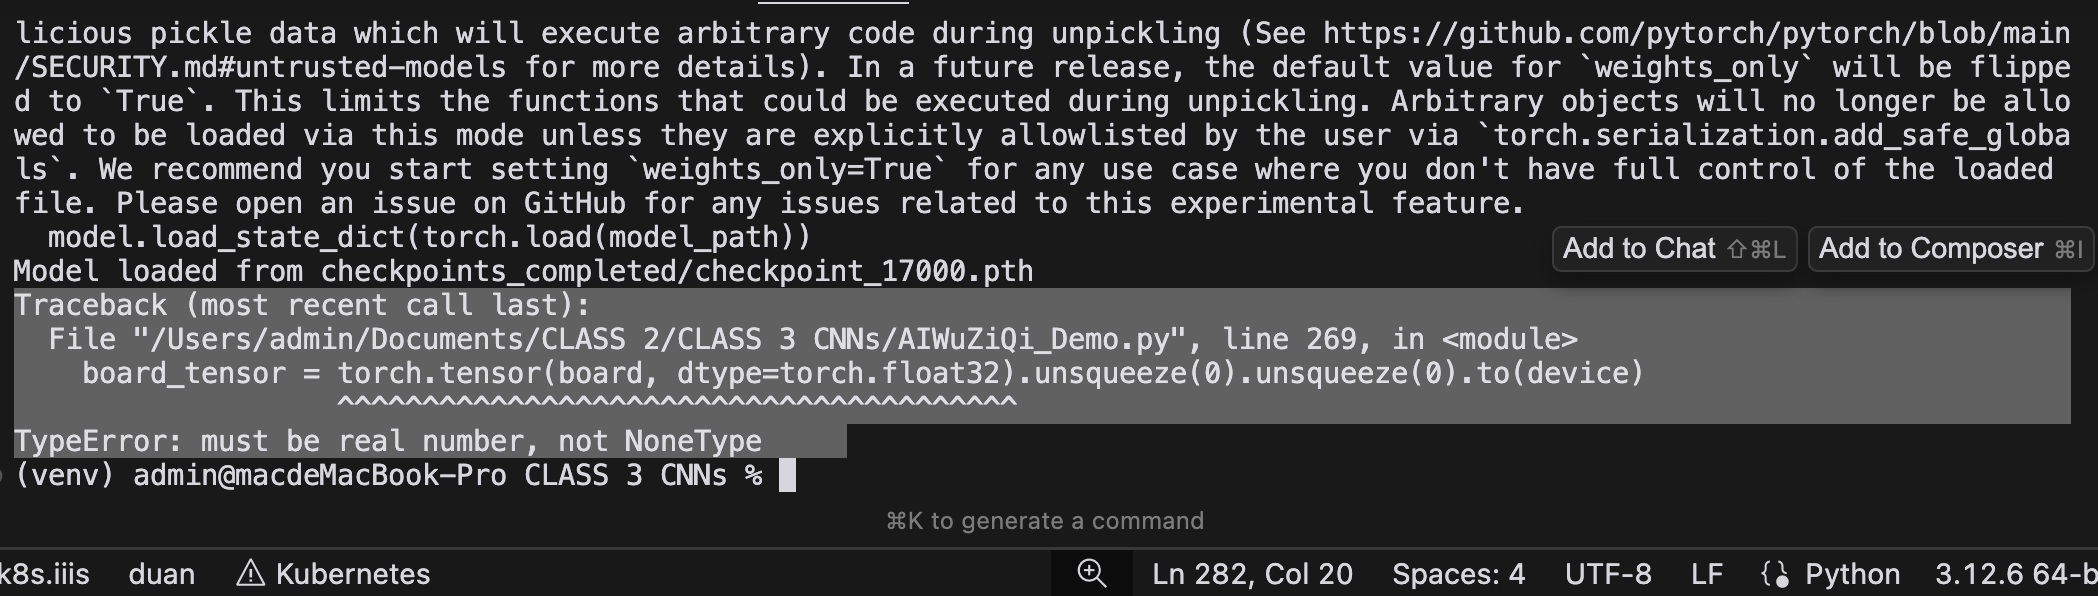 licious pickle data which will execute arbitrary code during unpickling (See https://github.com/pytorch/pytorch/blob/main
/SECURITY.md#untrusted-models for more details). In a future release, the default value for `weights_only` will be flippe
d to `True`. This limits the functions that could be executed during unpickling. Arbitrary objects will no longer be allo
wed to be loaded via this mode unless they are explicitly allowlisted by the user via `torch.serialization.add_safe_globa
ls`. We recommend you start setting `weights_only=True` for any use case where you don't have full control of the loaded
file. Please open an issue on GitHub for any issues related to this experimental feature.
  model.load_state_dict(torch.load(model_path))
Add to Chat ⇧⌘L Add to Composer ⌘I
Model loaded from checkpoints_completed/checkpoint_17000.pth
Traceback (most recent call last):
  File "/Users/admin/Documents/CLASS 2/CLASS 3 CNNs/AIWuZiQi_Demo.py", line 269, in <module>
    board_tensor = torch.tensor(board, dtype=torch.float32).unsqueeze(0).unsqueeze(0).to(device)
                   ^^^^^^^^^^^^^^^^^^^^^^^^^^^^^^^^^^^^^^^^
TypeError: must be real number, not NoneType
(venv) admin@macdeMacBook-Pro CLASS 3 CNNs %
⌘K to generate a command
k8s.iiis duan Kubernetes Ln 282, Col 20 Spaces: 4 UTF-8 LF Python 3.12.6 64-b